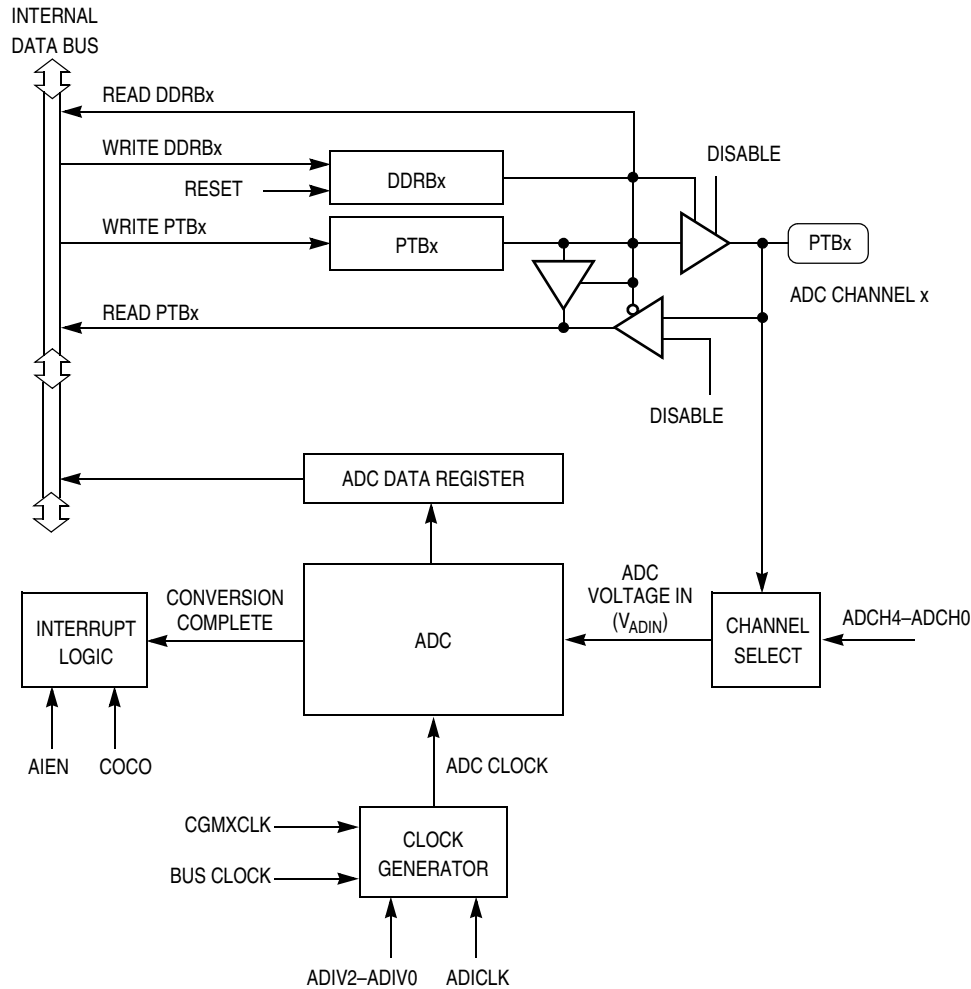 INTERNAL
DATA BUS
READ DDRBx
WRITE DDRBx
DISABLE
DDRBx
RESET
WRITE PTBx
PTBx
PTBx
ADC CHANNEL x
READ PTBx
DISABLE
ADC DATA REGISTER
INTERRUPT
LOGIC
CONVERSION
COMPLETE
ADC
ADC
VOLTAGE IN
(VADIN)
CHANNEL
SELECT
ADCH4–ADCH0
AIEN
COCO
ADC CLOCK
CGMXCLK
BUS CLOCK
CLOCK
GENERATOR
ADIV2–ADIV0
ADICLK